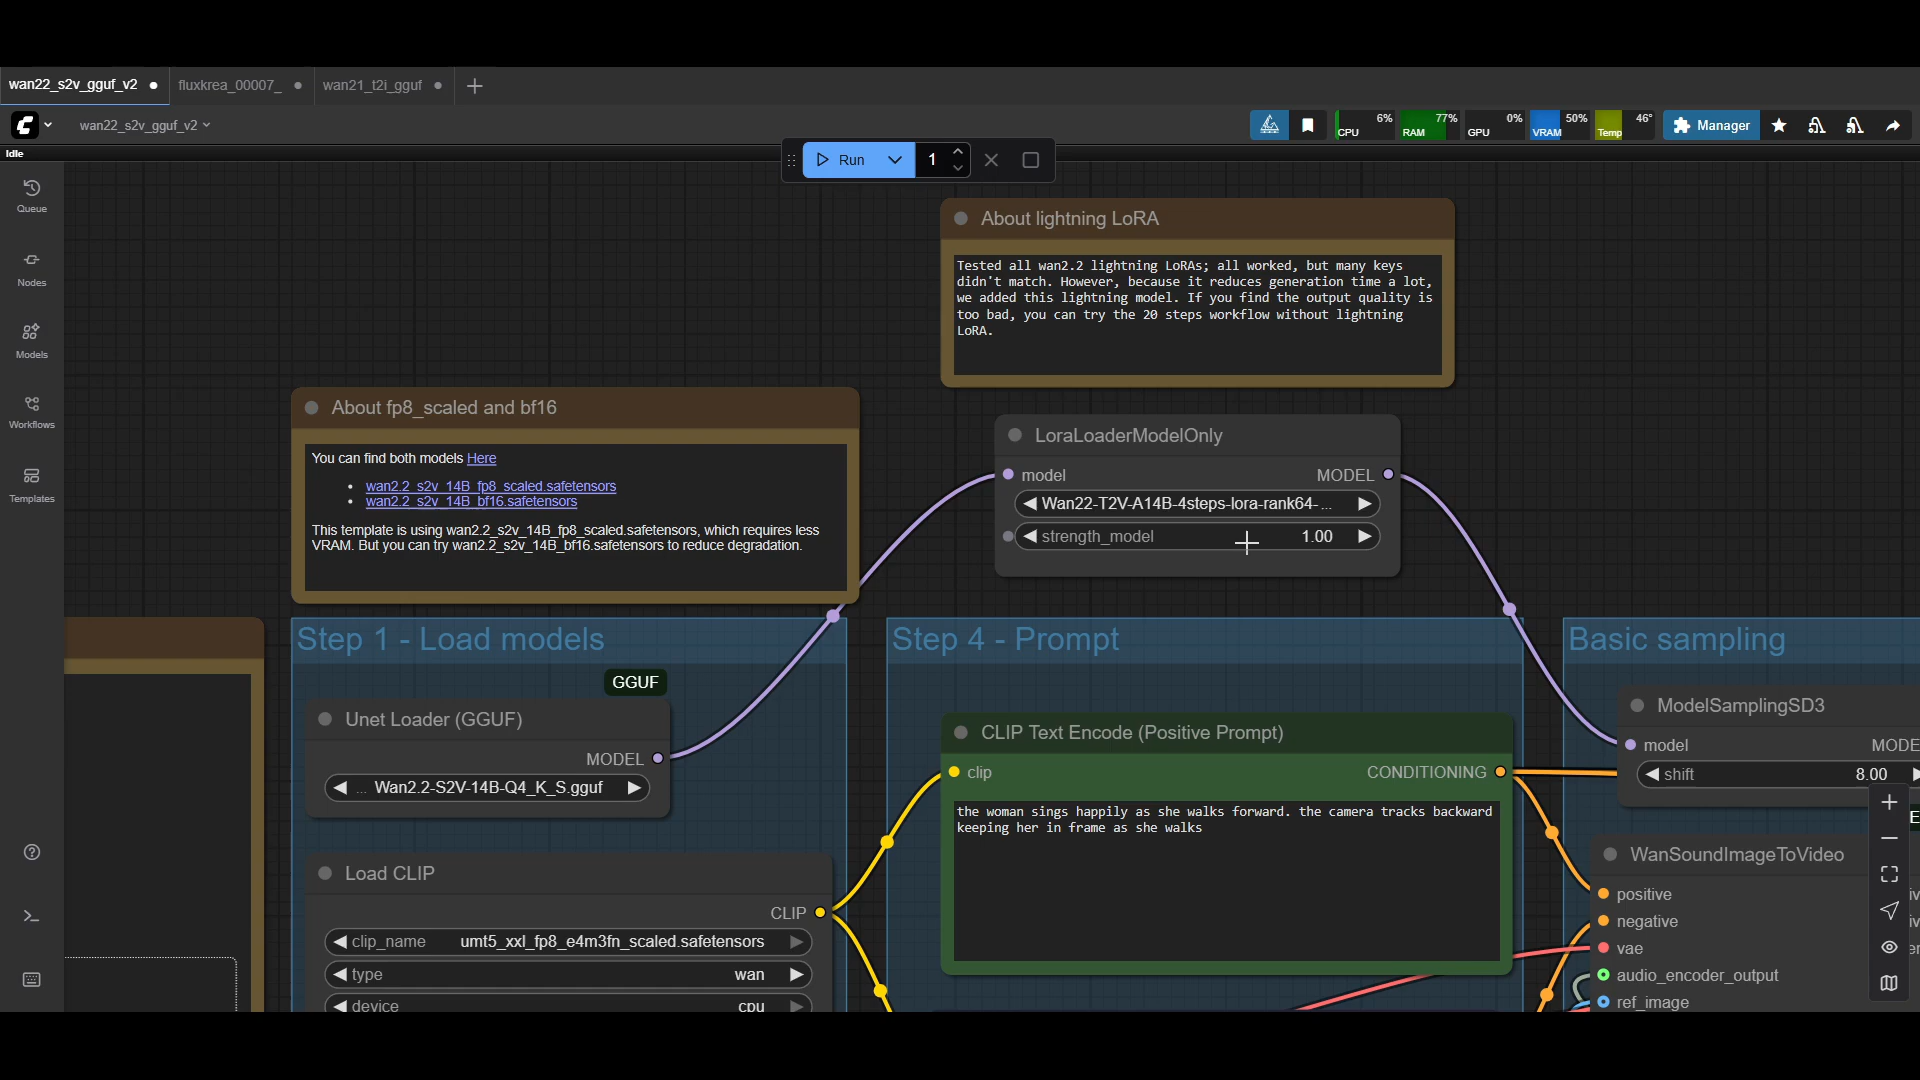 wan22_s2v_gguf_v2
fluxkrea_00007_
wan21_t2i_gguf
wan22_s2v_gguf_v2
CPU 6%
RAM 77%
GPU 0%
VRAM 50%
Temp 46°
Manager
Idle
Run
1
Queue
Nodes
Models
Workflows
Templates
About lightning LoRA
Tested all wan2.2 lightning LoRAs; all worked, but many keys
didn't match. However, because it reduces generation time a lot,
we added this lightning model. If you find the output quality is
too bad, you can try the 20 steps workflow without lightning
LoRA.
About fp8_scaled and bf16
You can find both models Here
• wan2.2_s2v_14B_fp8_scaled.safetensors
• wan2.2_s2v_14B_bf16.safetensors
This template is using wan2.2_s2v_14B_fp8_scaled.safetensors, which requires less
VRAM. But you can try wan2.2_s2v_14B_bf16.safetensors to reduce degradation.
LoraLoaderModelOnly
model MODEL
Wan22-T2V-A14B-4steps-lora-rank64-...
strength_model 1.00
Step 1 - Load models
GGUF
Unet Loader (GGUF)
MODEL
... Wan2.2-S2V-14B-Q4_K_S.gguf
Load CLIP
CLIP
clip_name umt5_xxl_fp8_e4m3fn_scaled.safetensors
type wan
device cpu
Step 4 - Prompt
CLIP Text Encode (Positive Prompt)
clip CONDITIONING
the woman sings happily as she walks forward. the camera tracks backward
keeping her in frame as she walks
Basic sampling
ModelSamplingSD3
model MODE
shift 8.00
WanSoundImageToVideo
positive
negative
vae
audio_encoder_output
ref_image